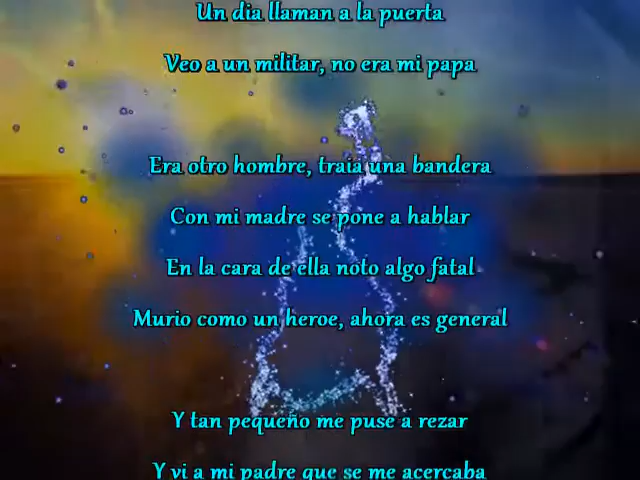 Un dia llaman a la puerta
Veo a un militar, no era mi papa
Era otro hombre, traia una bandera
Con mi madre se pone a hablar
En la cara de ella noto algo fatal
Murio como un heroe, ahora es general
Y tan pequeño me puse a rezar
Y vi a mi padre que se me acercaba